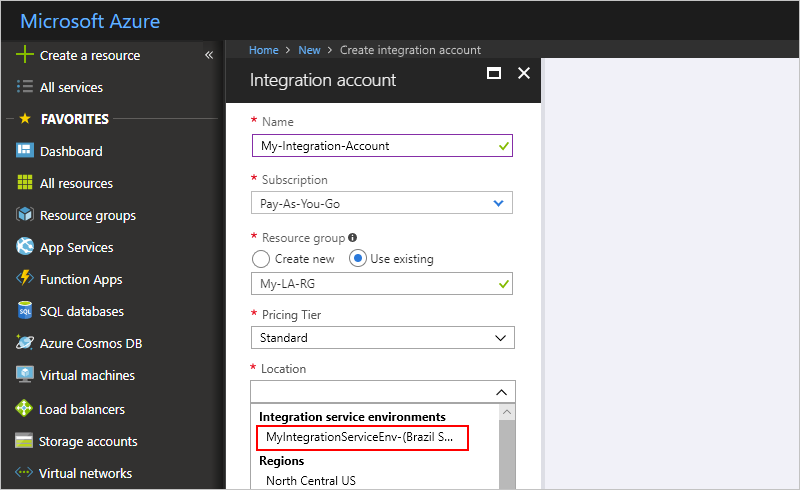 Microsoft Azure
Create a resource
«
All services
FAVORITES
Dashboard
All resources
Resource groups
App Services
Function Apps
SQL databases
Azure Cosmos DB
Virtual machines
Load balancers
Storage accounts
Virtual networks
Home > New > Create integration account
Integration account
* Name
My-Integration-Account
* Subscription
Pay-As-You-Go
* Resource group
Create new Use existing
My-LA-RG
* Pricing Tier
Standard
* Location
Integration service environments
MyIntegrationServiceEnv-(Brazil S...
Regions
North Central US